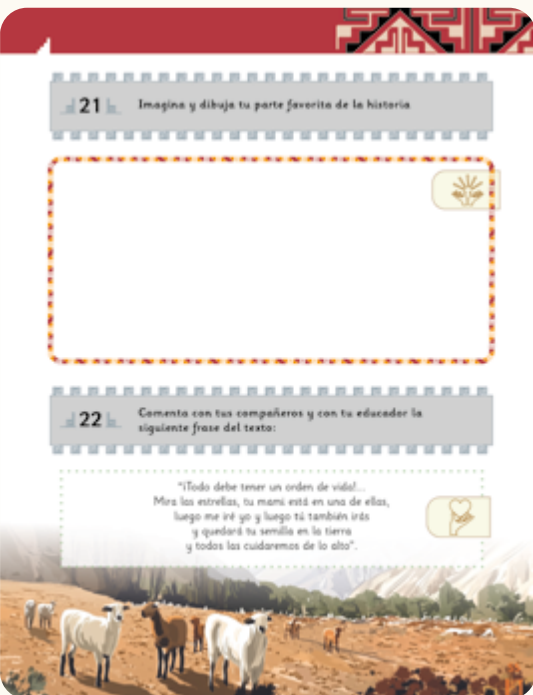 21
Imagina y dibuja tu parte favorita de la historia
22
Comenta con tus compañeros y con tu educador la
siguiente frase del texto:
"¡Todo debe tener un orden de vida!...
Mira las estrellas, tu mami está en una de ellas,
luego me iré yo y luego tú también irás
y quedará tu semilla en la tierra
y todos las cuidaremos de lo alto".